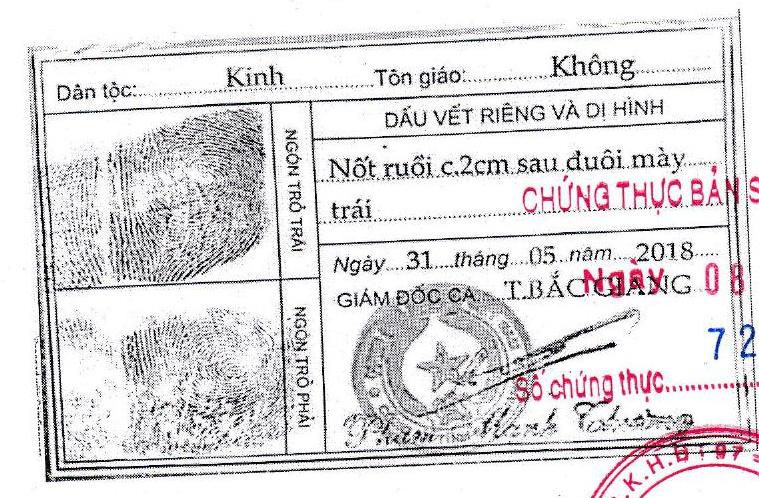 Dân tộc: Kinh Tôn giáo: Không
NGÓN TRỎ TRÁI
NGÓN TRỎ PHẢI
DẤU VẾT RIÊNG VÀ DỊ HÌNH
Nốt ruồi c.2cm sau đuôi mày
trái
CHỨNG THỰC BẢN S
Ngày 31 tháng 05 năm 2018
Ngày 08
GIÁM ĐỐC CA T.BẮC GIANG
72
Số chứng thực
Phạm
K.H.Đ